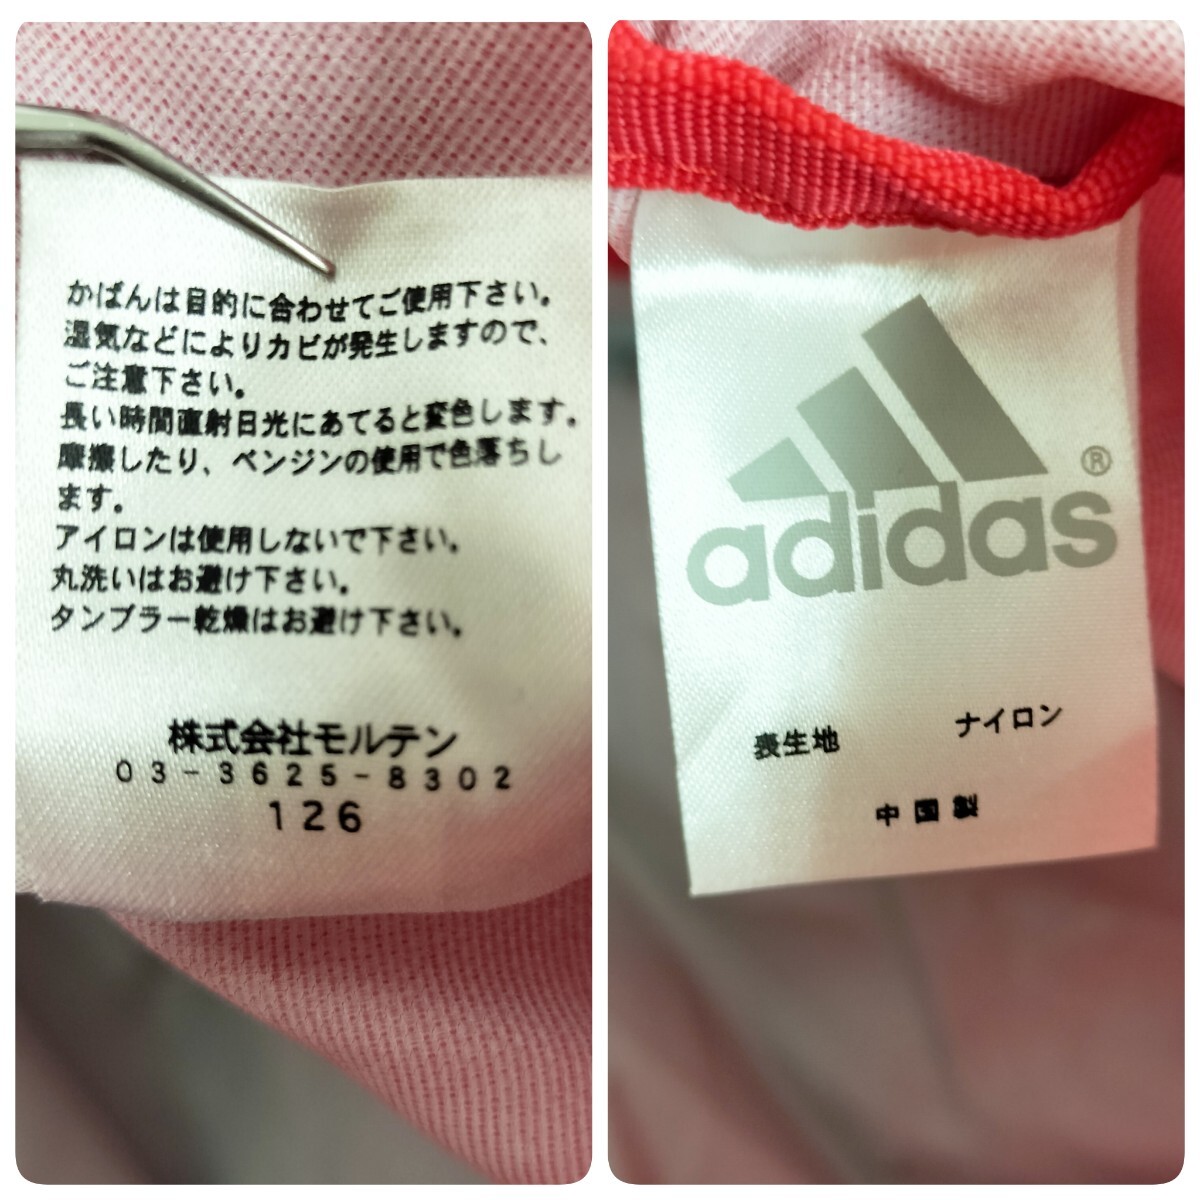 かばんは目的に合わせてご使用下さい。
湿気などによりカビが発生しますので、
ご注意下さい。
長い時間直射日光にあてると変色します。
摩擦したり、ベンジンの使用で色落ちし
ます。
アイロンは使用しないで下さい。
丸洗いはお避け下さい。
タンブラー乾燥はお避け下さい。
株式会社モルテン
03-3625-8302
126
adidas®
表生地 ナイロン
中国製